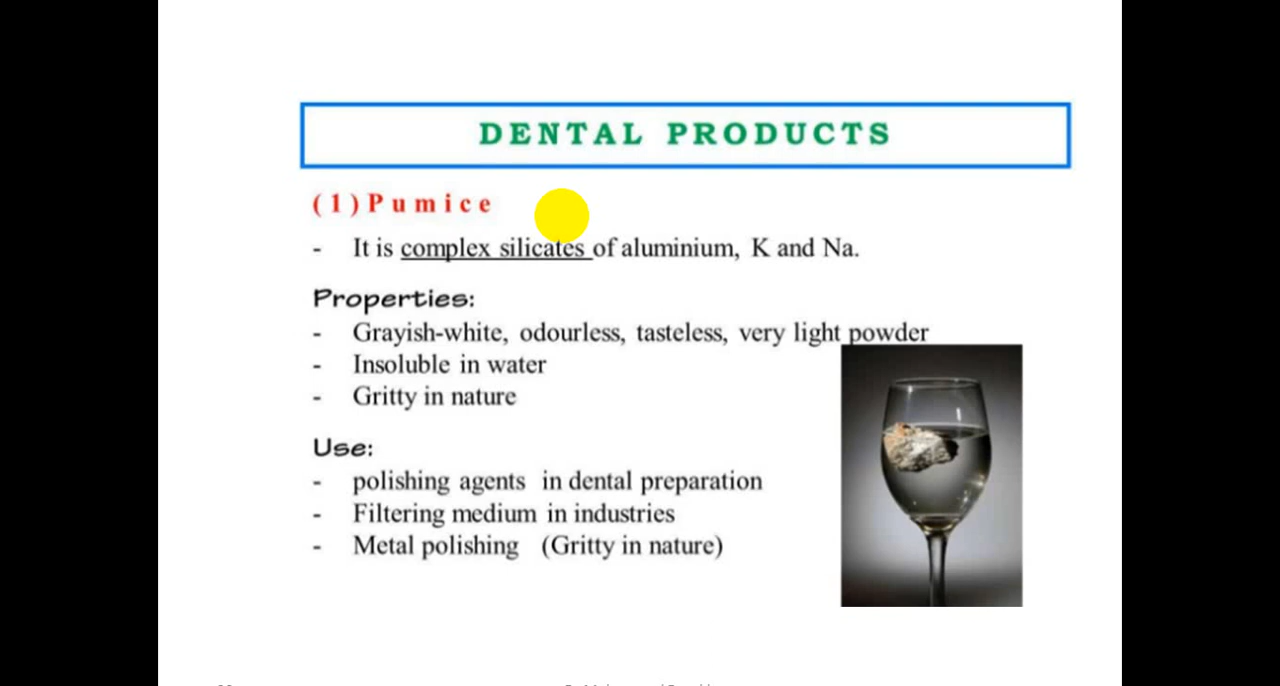 DENTAL PRODUCTS
(1)Pumice
- It is complex silicates of aluminium, K and Na.
Properties:
- Grayish-white, odourless, tasteless, very light powder
- Insoluble in water
- Gritty in nature
Use:
- polishing agents in dental preparation
- Filtering medium in industries
- Metal polishing (Gritty in nature)